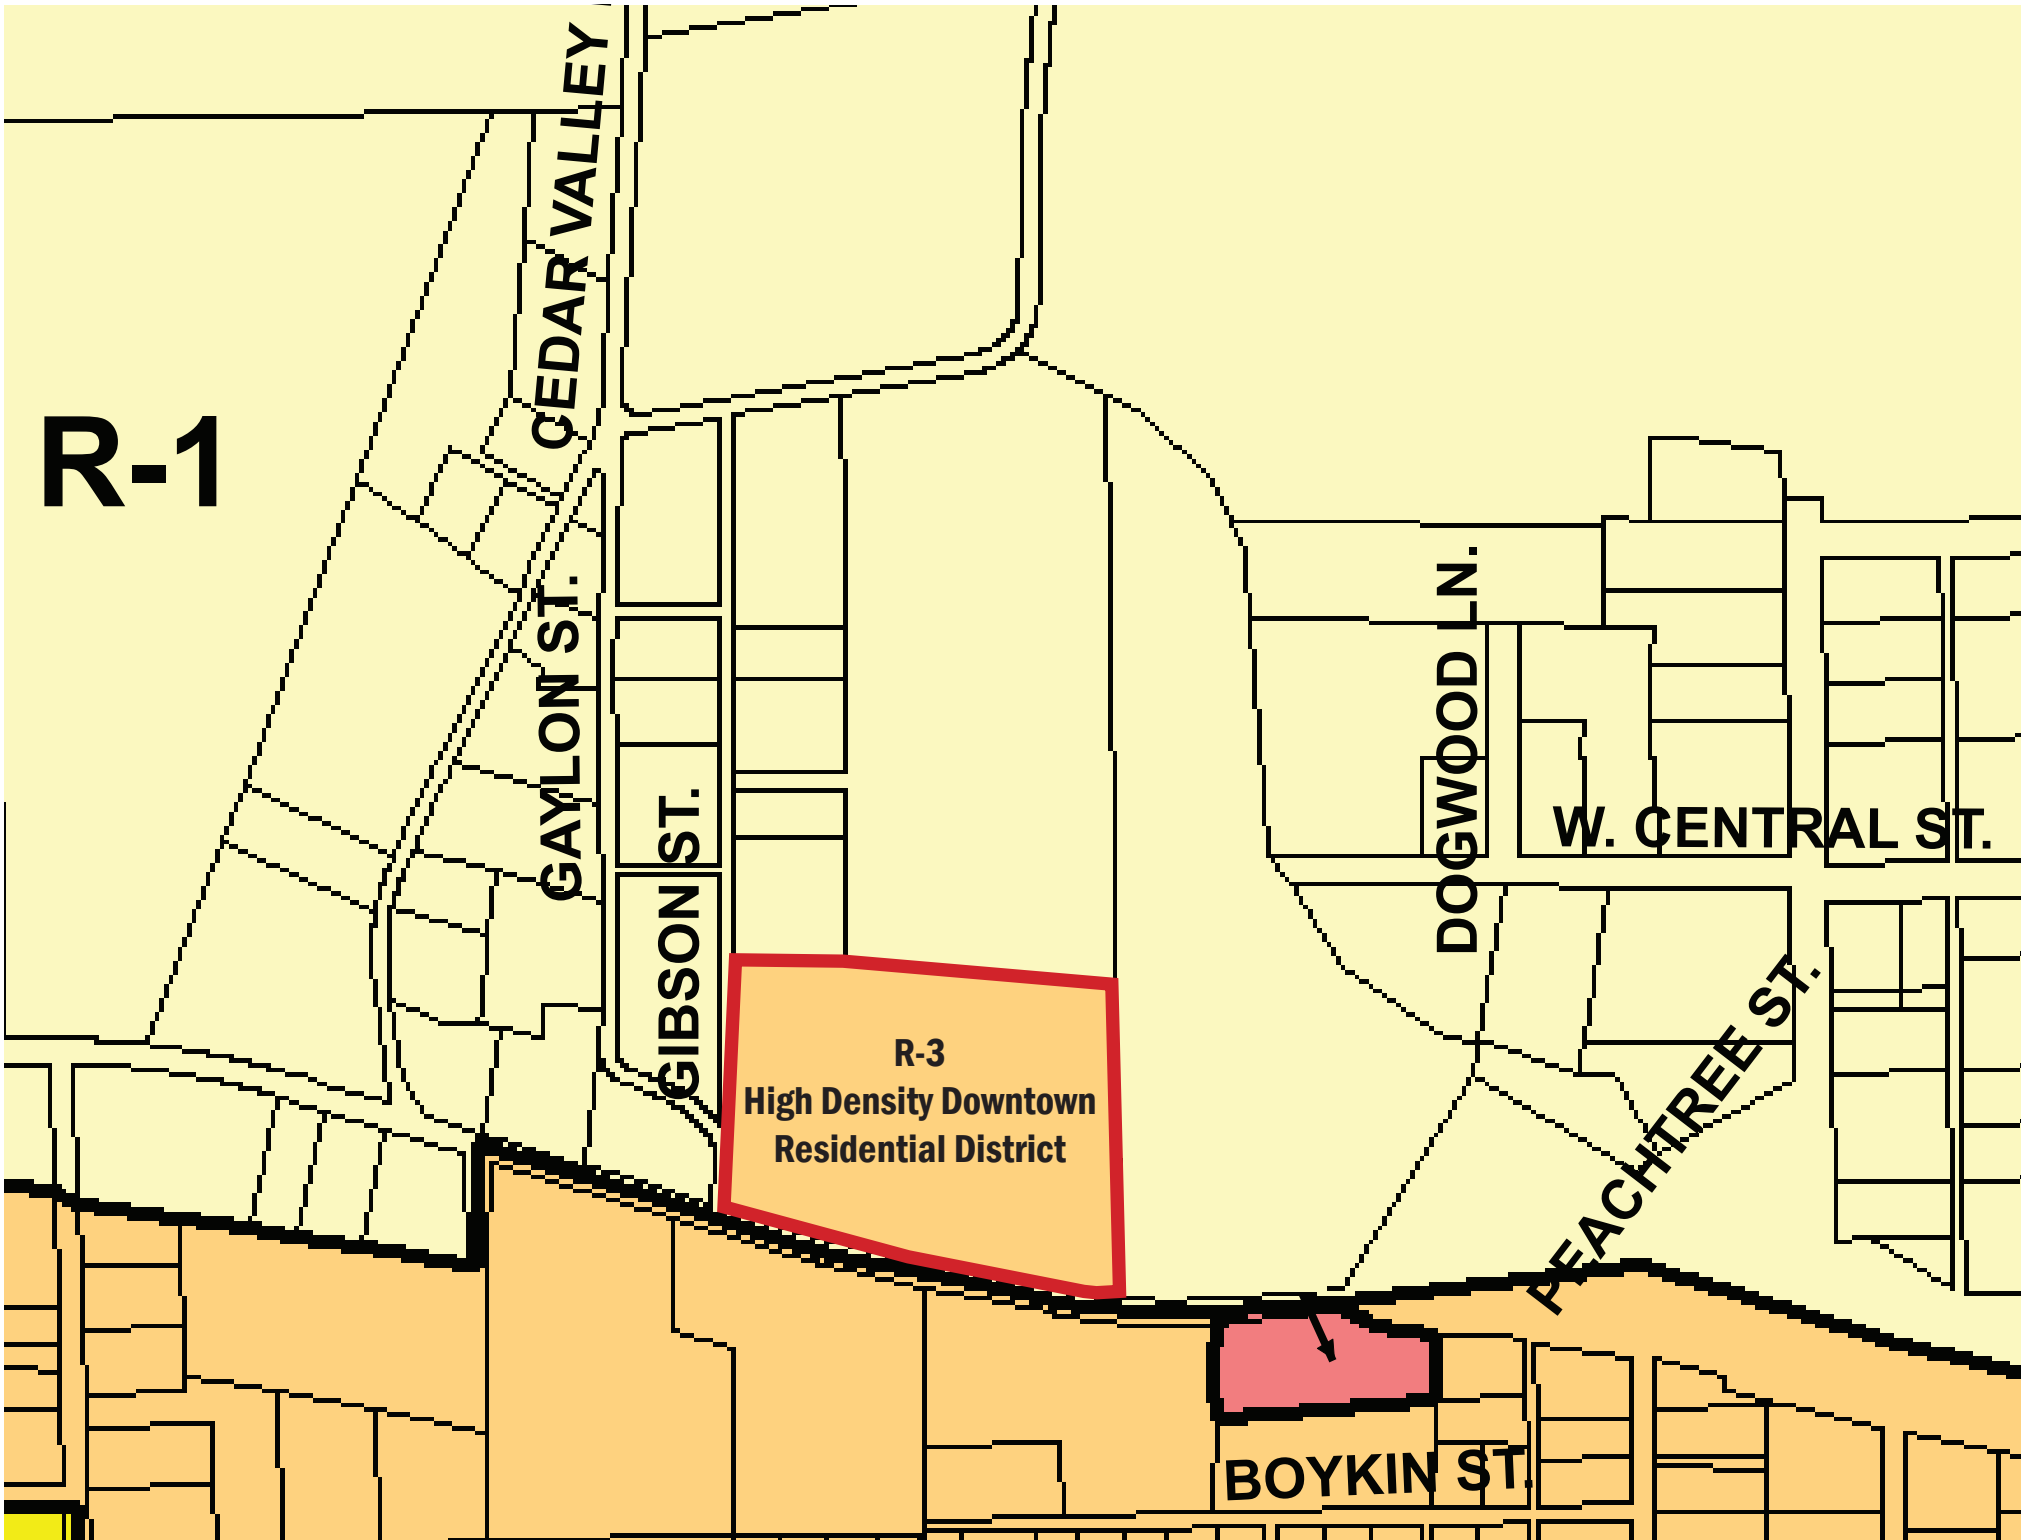 CEDAR VALLEY
R-1
GAYLON ST.
DOGWOOD LN.
GIBSON ST.
W. CENTRAL ST.
R-3
High Density Downtown
Residential District
PEACHTREE ST.
BOYKIN ST.